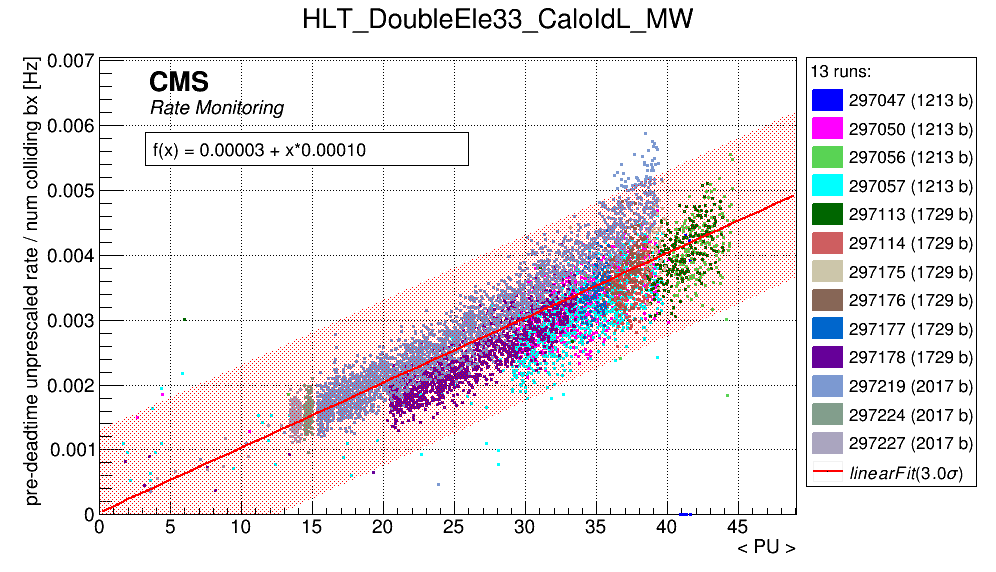 HLT_DoubleEle33_CaloIdL_MW
pre-deadtime unprescaled rate / num colliding bx [Hz]
0.007
0.006
0.005
0.004
0.003
0.002
0.001
0
CMS
Rate Monitoring
f(x) = 0.00003 + x*0.00010
0 5 10 15 20 25 30 35 40 45
< PU >
13 runs:
297047 (1213 b)
297050 (1213 b)
297056 (1213 b)
297057 (1213 b)
297113 (1729 b)
297114 (1729 b)
297175 (1729 b)
297176 (1729 b)
297177 (1729 b)
297178 (1729 b)
297219 (2017 b)
297224 (2017 b)
297227 (2017 b)
linearFit(3.0σ)